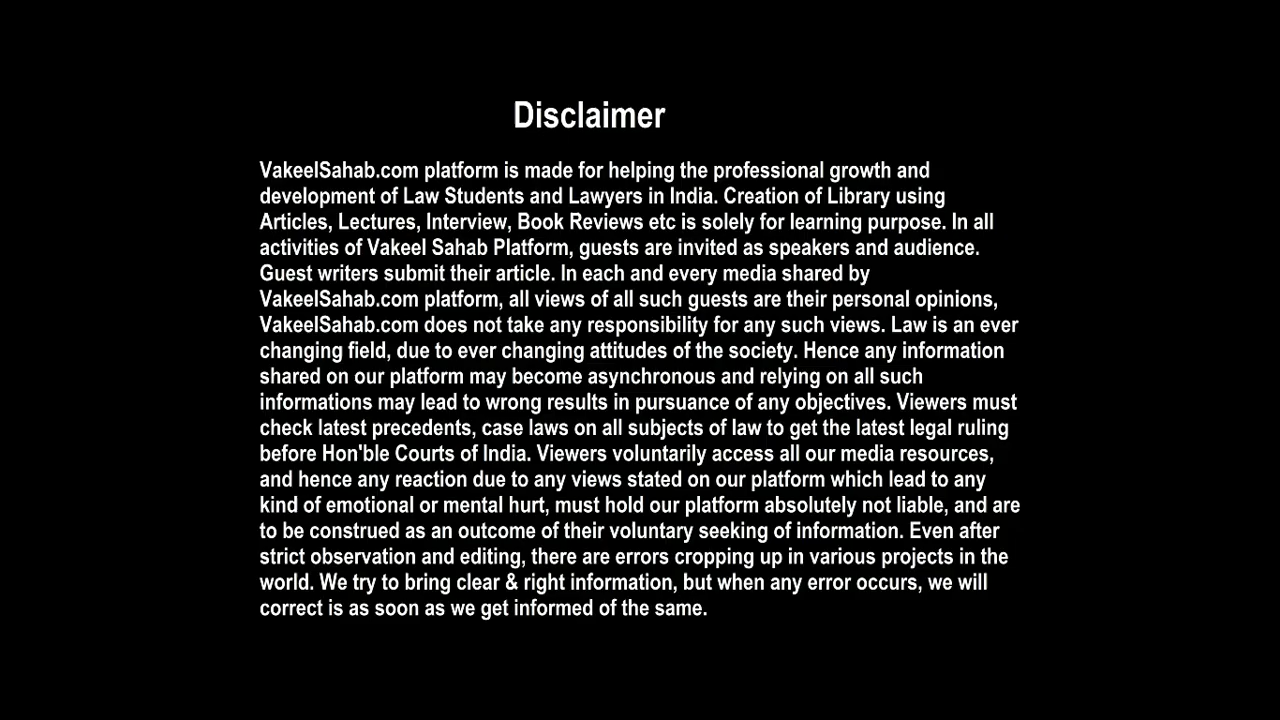 Disclaimer
VakeelSahab.com platform is made for helping the professional growth and
development of Law Students and Lawyers in India. Creation of Library using
Articles, Lectures, Interview, Book Reviews etc is solely for learning purpose. In all
activities of Vakeel Sahab Platform, guests are invited as speakers and audience.
Guest writers submit their article. In each and every media shared by
VakeelSahab.com platform, all views of all such guests are their personal opinions,
VakeelSahab.com does not take any responsibility for any such views. Law is an ever
changing field, due to ever changing attitudes of the society. Hence any information
shared on our platform may become asynchronous and relying on all such
informations may lead to wrong results in pursuance of any objectives. Viewers must
check latest precedents, case laws on all subjects of law to get the latest legal ruling
before Hon'ble Courts of India. Viewers voluntarily access all our media resources,
and hence any reaction due to any views stated on our platform which lead to any
kind of emotional or mental hurt, must hold our platform absolutely not liable, and are
to be construed as an outcome of their voluntary seeking of information. Even after
strict observation and editing, there are errors cropping up in various projects in the
world. We try to bring clear & right information, but when any error occurs, we will
correct is as soon as we get informed of the same.